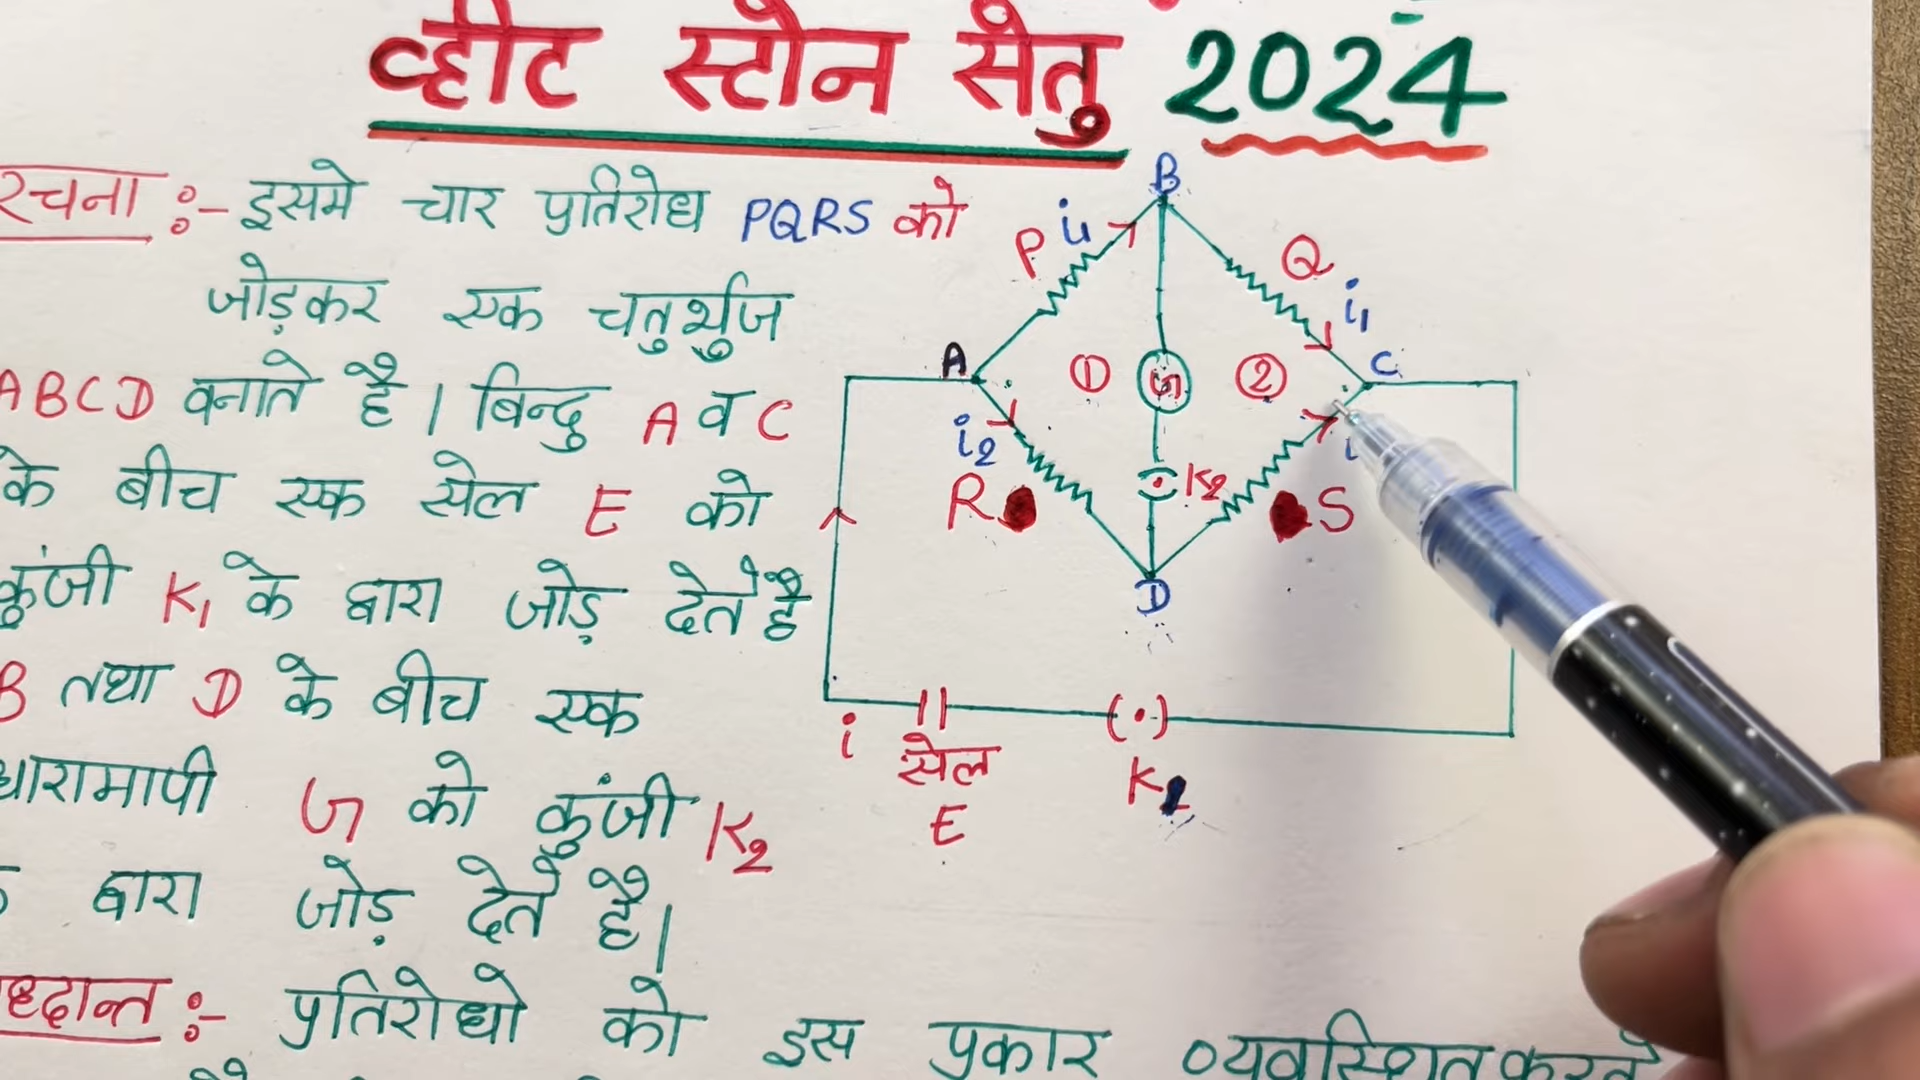 व्हीट स्टोन सेतु 2024
रचना :- इसमे चार प्रतिरोध PQRS को
जोड़कर एक चतुर्भुज
ABCD बनाते है। बिन्दु A व C
के बीच एक सेल E को
कुंजी K1 के द्वारा जोड़ देते है
B तथा D के बीच एक
धारामापी G को कुंजी K2
द्वारा जोड़ देते है।
:- प्रतिरोधो को इस प्रकार व्यवस्थित करते
B
P i1
Q
i1
A
1
G
2
C
i2
i
R
K2
S
D
i
सेल
E
K1